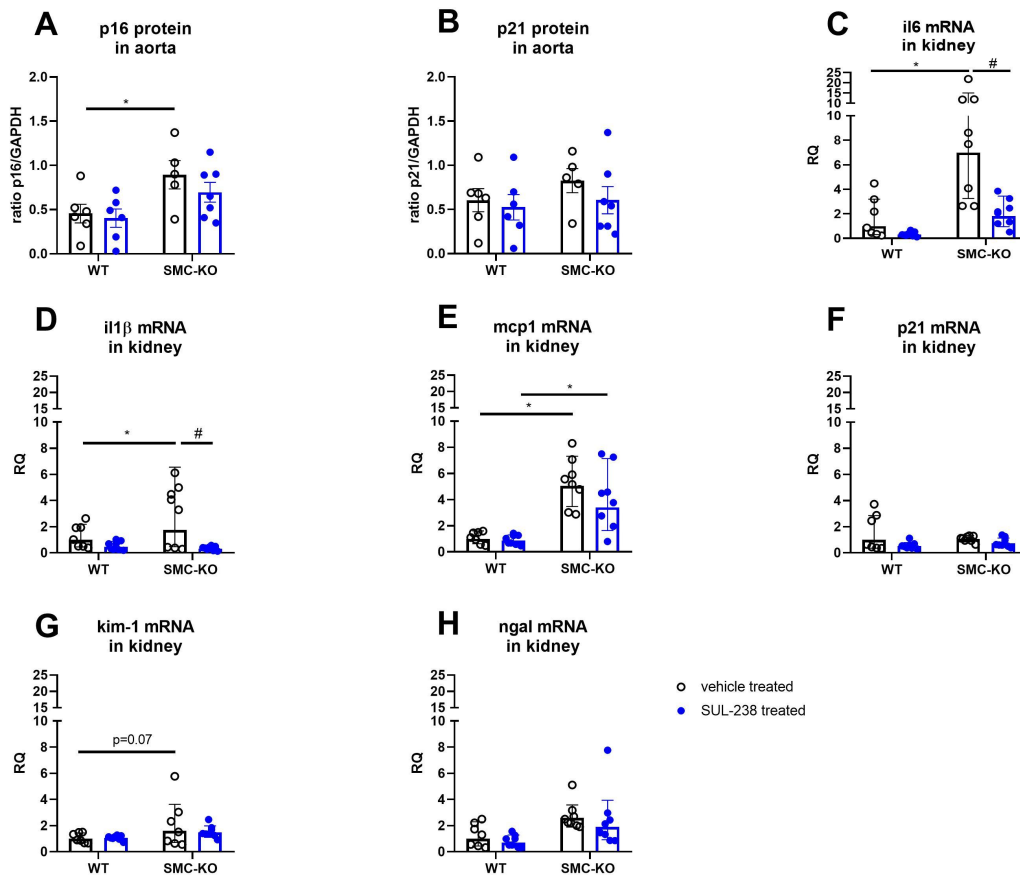 A
p16 protein
in aorta
ratio p16/GAPDH
2.0
1.5
1.0
0.5
0.0
*
WT
SMC-KO
B
p21 protein
in aorta
ratio p21/GAPDH
2.0
1.5
1.0
0.5
0.0
WT
SMC-KO
C
il6 mRNA
in kidney
RQ
25
20
15
10
8
6
4
2
0
*
#
WT
SMC-KO
D
il1β mRNA
in kidney
RQ
25
20
15
10
8
6
4
2
0
*
#
WT
SMC-KO
E
mcp1 mRNA
in kidney
RQ
25
20
15
10
8
6
4
2
0
*
*
WT
SMC-KO
F
p21 mRNA
in kidney
RQ
25
20
15
10
8
6
4
2
0
WT
SMC-KO
G
kim-1 mRNA
in kidney
RQ
25
20
15
10
8
6
4
2
0
p=0.07
WT
SMC-KO
H
ngal mRNA
in kidney
RQ
25
20
15
10
8
6
4
2
0
WT
SMC-KO
vehicle treated
SUL-238 treated